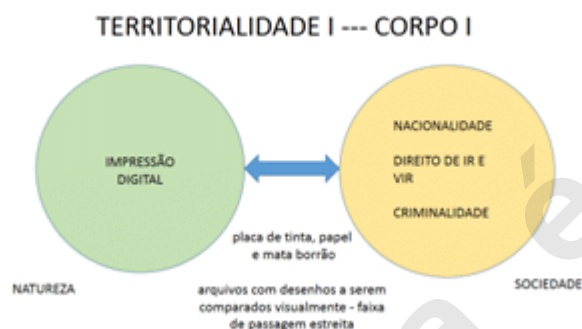 TERRITORIALIDADE I --- CORPO I
IMPRESSÃO
DIGITAL
NACIONALIDADE
DIREITO DE IR E
VIR
CRIMINALIDADE
placa de tinta, papel
e mata borrão
NATUREZA
arquivos com desenhos a serem
comparados visualmente - faixa
de passagem estreita
SOCIEDADE